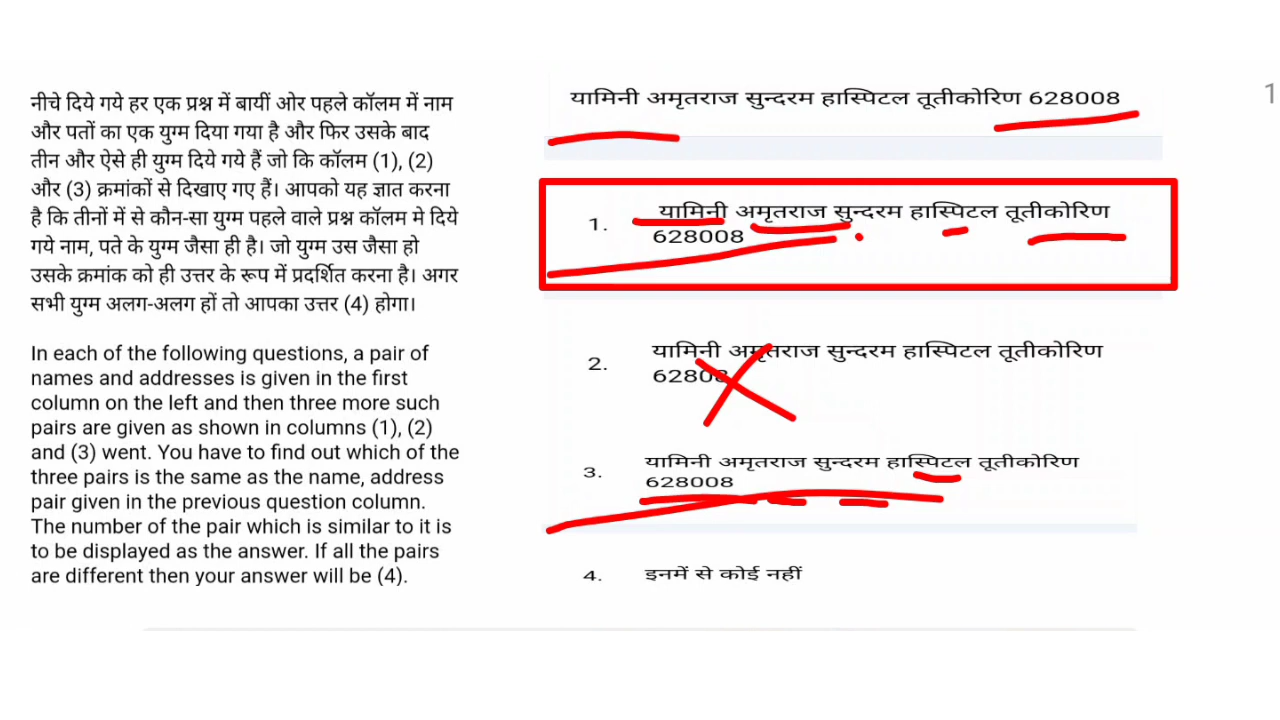 नीचे दिये गये हर एक प्रश्न में बायीं ओर पहले कॉलम में नाम
और पतों का एक युग्म दिया गया है और फिर उसके बाद
तीन और ऐसे ही युग्म दिये गये हैं जो कि कॉलम (1), (2)
और (3) क्रमांकों से दिखाए गए हैं। आपको यह ज्ञात करना
है कि तीनों में से कौन-सा युग्म पहले वाले प्रश्न कॉलम मे दिये
गये नाम, पते के युग्म जैसा ही है। जो युग्म उस जैसा हो
उसके क्रमांक को ही उत्तर के रूप में प्रदर्शित करना है। अगर
सभी युग्म अलग-अलग हों तो आपका उत्तर (4) होगा।
In each of the following questions, a pair of
names and addresses is given in the first
column on the left and then three more such
pairs are given as shown in columns (1), (2)
and (3) went. You have to find out which of the
three pairs is the same as the name, address
pair given in the previous question column.
The number of the pair which is similar to it is
to be displayed as the answer. If all the pairs
are different then your answer will be (4).
यामिनी अमृतराज सुन्दरम हास्पिटल तूतीकोरिण 628008
1
1. यामिनी अमृतराज सुन्दरम हास्पिटल तूतीकोरिण
628008
2. यामिनी सुन्दरम हास्पिटल तूतीकोरिण
3. यामिनी अमृतराज सुन्दरम हास्पिटल तूतीकोरिण
628008
4. इनमें से कोई नहीं